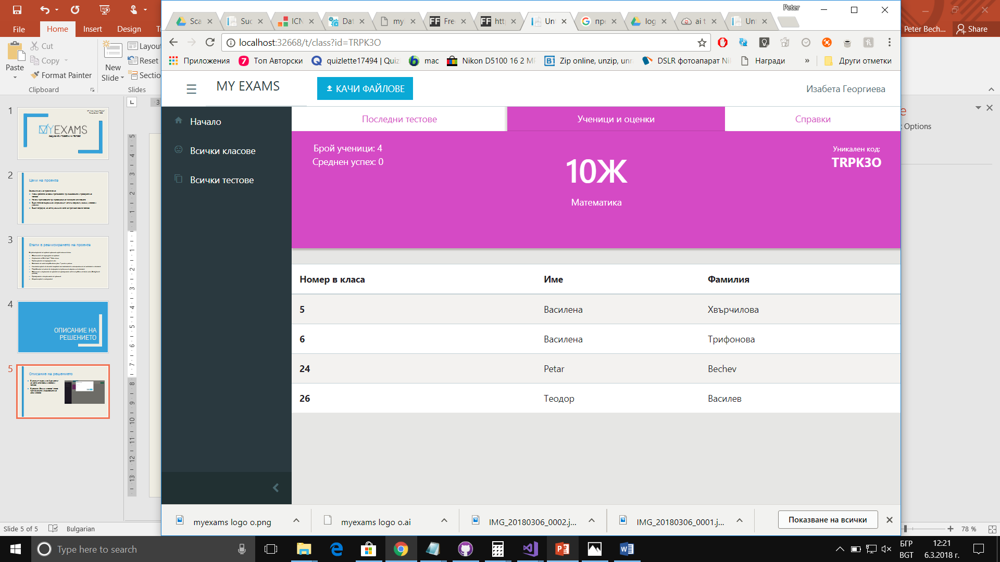 Peter
Sca
Suc
ICN
Dat
my
Fre
htt
Unt
пре
log
ai t
Unt
File
Home
Insert
Design
Peter Bech...
Share
localhost:32668/t/class?id=TRPK3O
Cut
Copy
Format Painter
Paste
New
Slide
Layou
Reset
Sectio
Clipboard
Slides
Приложения
Топ Авторски
quizlette17494 | Quiz
mac
Nikon D5100 16 2 MP
Zip online, unzip, unr
DSLR фотоапарат Ni
Награди
»
Други отметки
MY EXAMS
КАЧИ ФАЙЛОВЕ
Изабета Георгиева
Начало
Всички класове
Всички тестове
Последни тестове
Ученици и оценки
Справки
Брой ученици: 4
Среднен успех: 0
10Ж
Математика
Уникален код:
TRPK3O
Номер в класа Име Фамилия
5 Василена Хвърчилова
6 Василена Трифонова
24 Petar Bechev
26 Теодор Василев
1
MYEXAMS
2
Цели на проекта
3
Етапи в реализирането на проекта
4
ОПИСАНИЕ НА
РЕШЕНИЕТО
5
Описание на решението
Options
myexams logo o.png
myexams logo o.ai
IMG_20180306_0002.j...
IMG_20180306_0001.j...
Показване на всички
Slide 5 of 5
Bulgarian
78 %
Type here to search
БГР
BGT
12:21
6.3.2018 г.